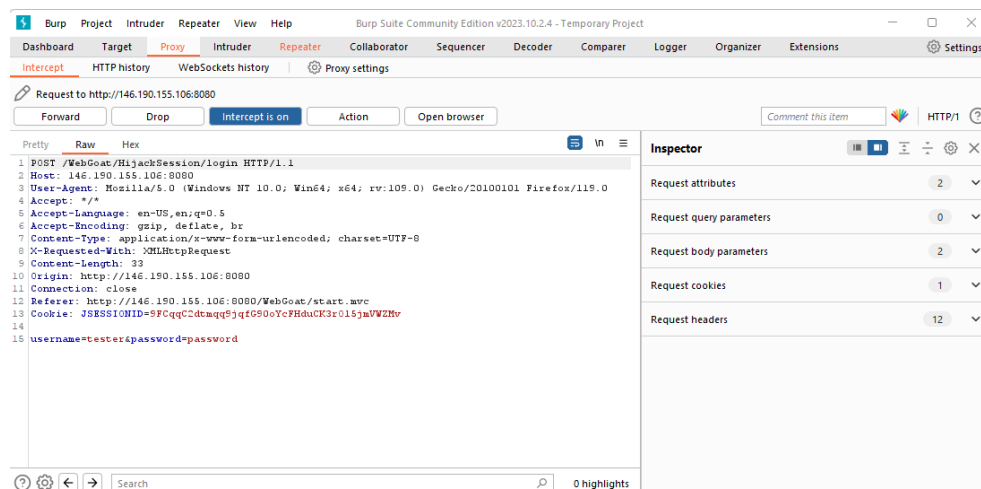 Burp Project Intruder Repeater View Help Burp Suite Community Edition v2023.10.2.4 - Temporary Project
Dashboard Target Proxy Intruder Repeater Collaborator Sequencer Decoder Comparer Logger Organizer Extensions Settings
Intercept HTTP history WebSockets history Proxy settings
Request to http://146.190.155.106:8080
Forward Drop Intercept is on Action Open browser Comment this item HTTP/1 ?
Pretty Raw Hex \n Inspector
1 POST /WebGoat/HijackSession/login HTTP/1.1
2 Host: 146.190.155.106:8080
3 User-Agent: Mozilla/5.0 (Windows NT 10.0; Win64; x64; rv:109.0) Gecko/20100101 Firefox/119.0
4 Accept: */*
5 Accept-Language: en-US,en;q=0.5
6 Accept-Encoding: gzip, deflate, br
7 Content-Type: application/x-www-form-urlencoded; charset=UTF-8
8 X-Requested-With: XMLHttpRequest
9 Content-Length: 33
10 Origin: http://146.190.155.106:8080
11 Connection: close
12 Referer: http://146.190.155.106:8080/WebGoat/start.mvc
13 Cookie: JSESSIONID=9FCqqC2dtmqq9jqfG90oYcFHduCK3r015jmVWZMv
14
15 username=tester&password=password
Request attributes 2
Request query parameters 0
Request body parameters 2
Request cookies 1
Request headers 12
? Search 0 highlights